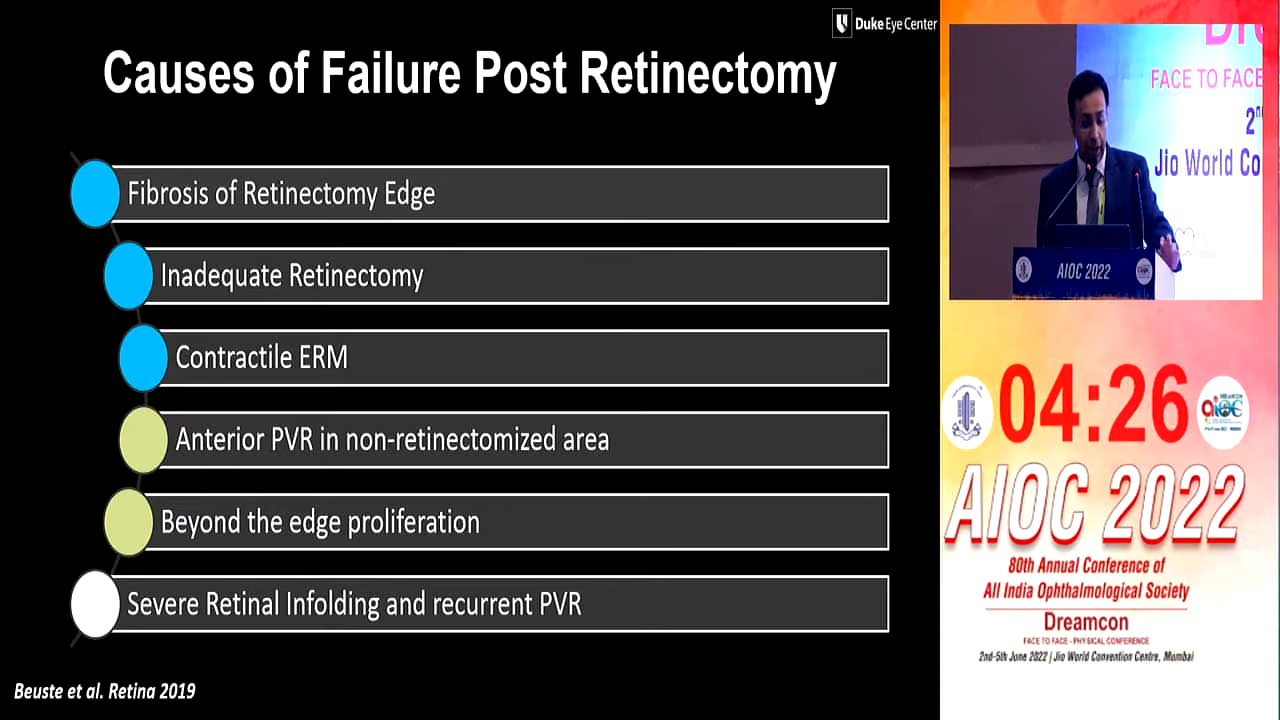 Duke Eye Center
Causes of Failure Post Retinectomy
Fibrosis of Retinectomy Edge
Inadequate Retinectomy
Contractile ERM
Anterior PVR in non-retinectomized area
Beyond the edge proliferation
Severe Retinal Infolding and recurrent PVR
Beuste et al. Retina 2019
FACE TO FACE
2nd
Jio World Co
AIOC 2022
04:26
AIOC 2022
80th Annual Conference of
All India Ophthalmological Society
Dreamcon
FACE TO FACE - PHYSICAL CONFERENCE
2nd-5th June 2022 | Jio World Convention Centre, Mumbai